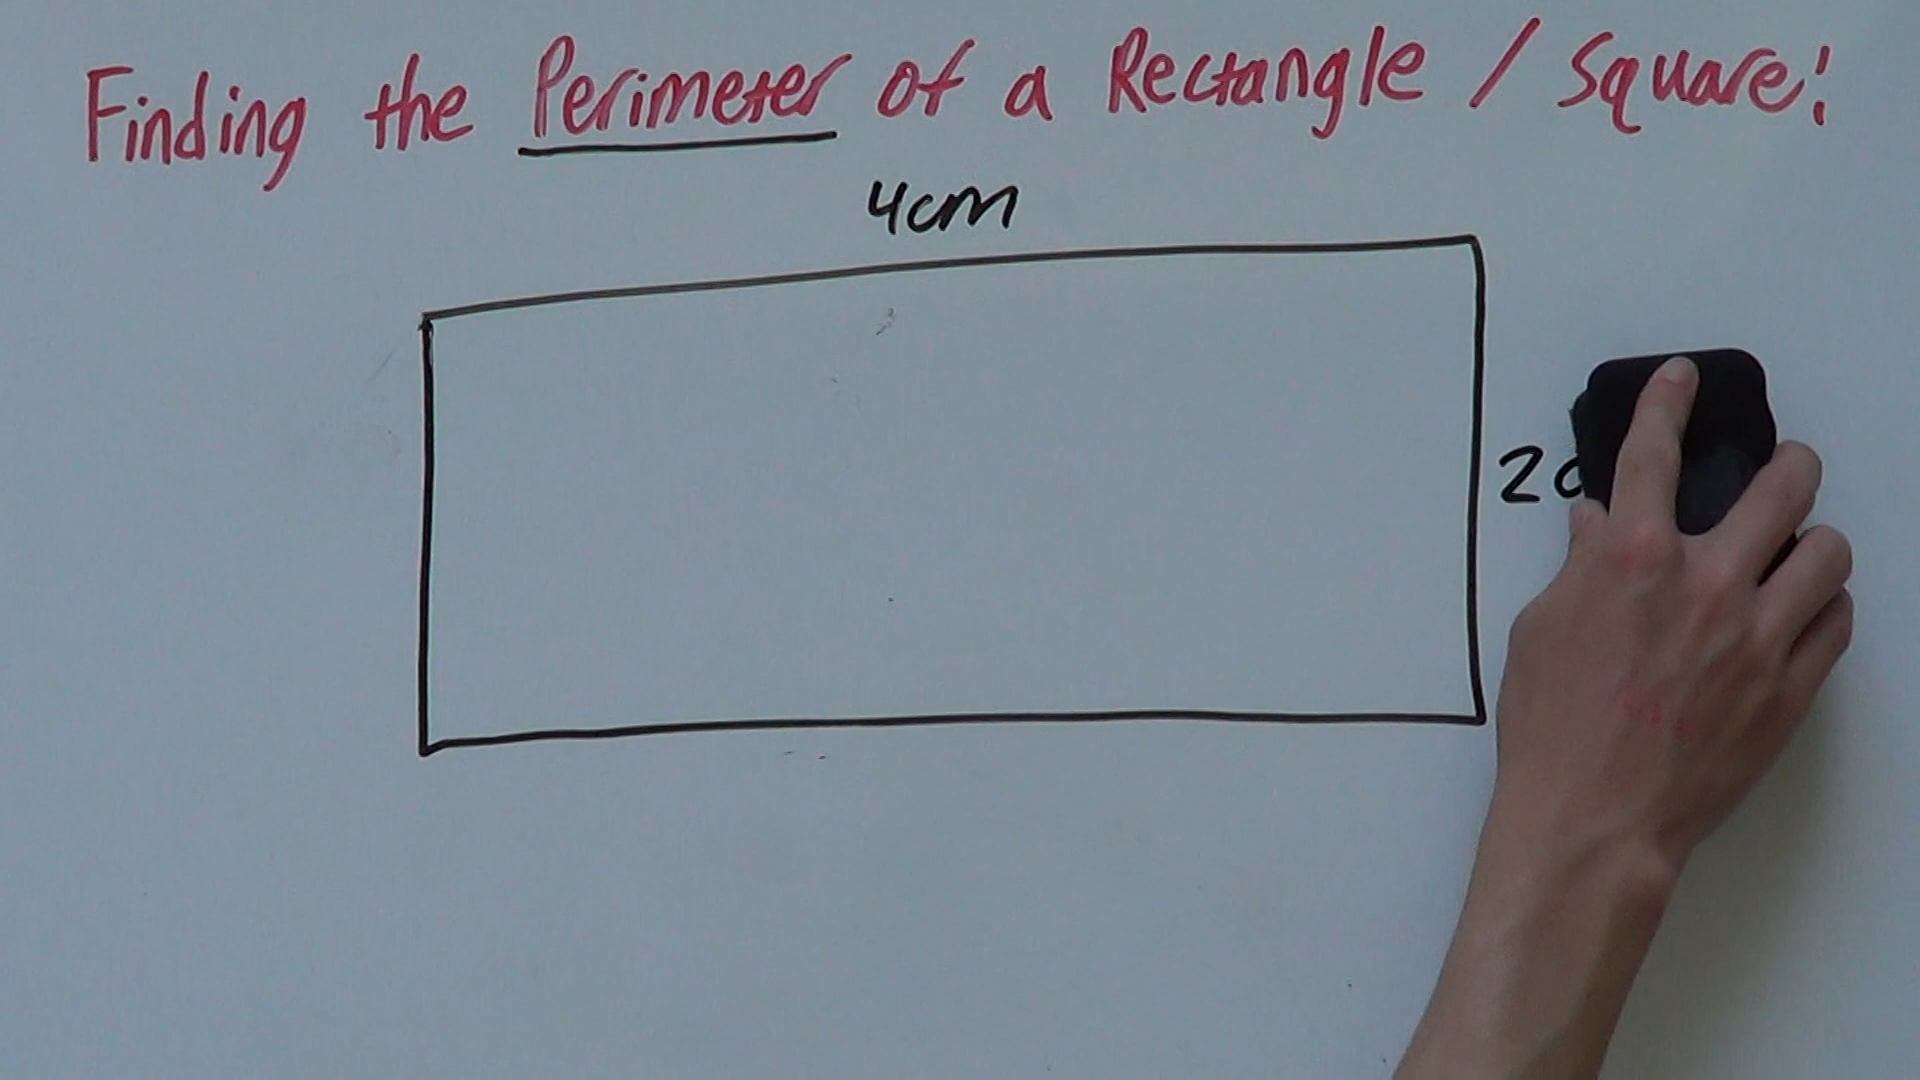 Finding the Perimeter of a Rectangle / Square!
4cm
2c